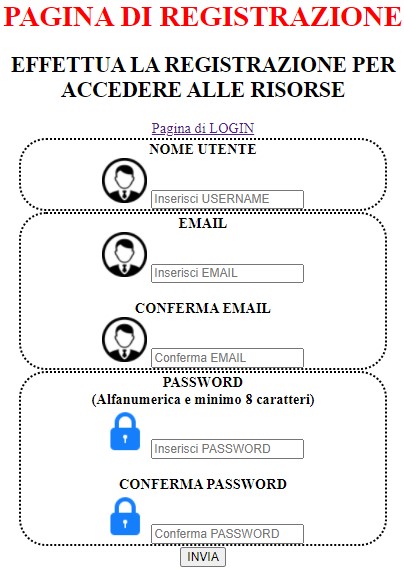 PAGINA DI REGISTRAZIONE
EFFETTUA LA REGISTRAZIONE PER
ACCEDERE ALLE RISORSE
Pagina di LOGIN
NOME UTENTE
Inserisci USERNAME
EMAIL
Inserisci EMAIL
CONFERMA EMAIL
Conferma EMAIL
PASSWORD
(Alfanumerica e minimo 8 caratteri)
Inserisci PASSWORD
CONFERMA PASSWORD
Conferma PASSWORD
INVIA